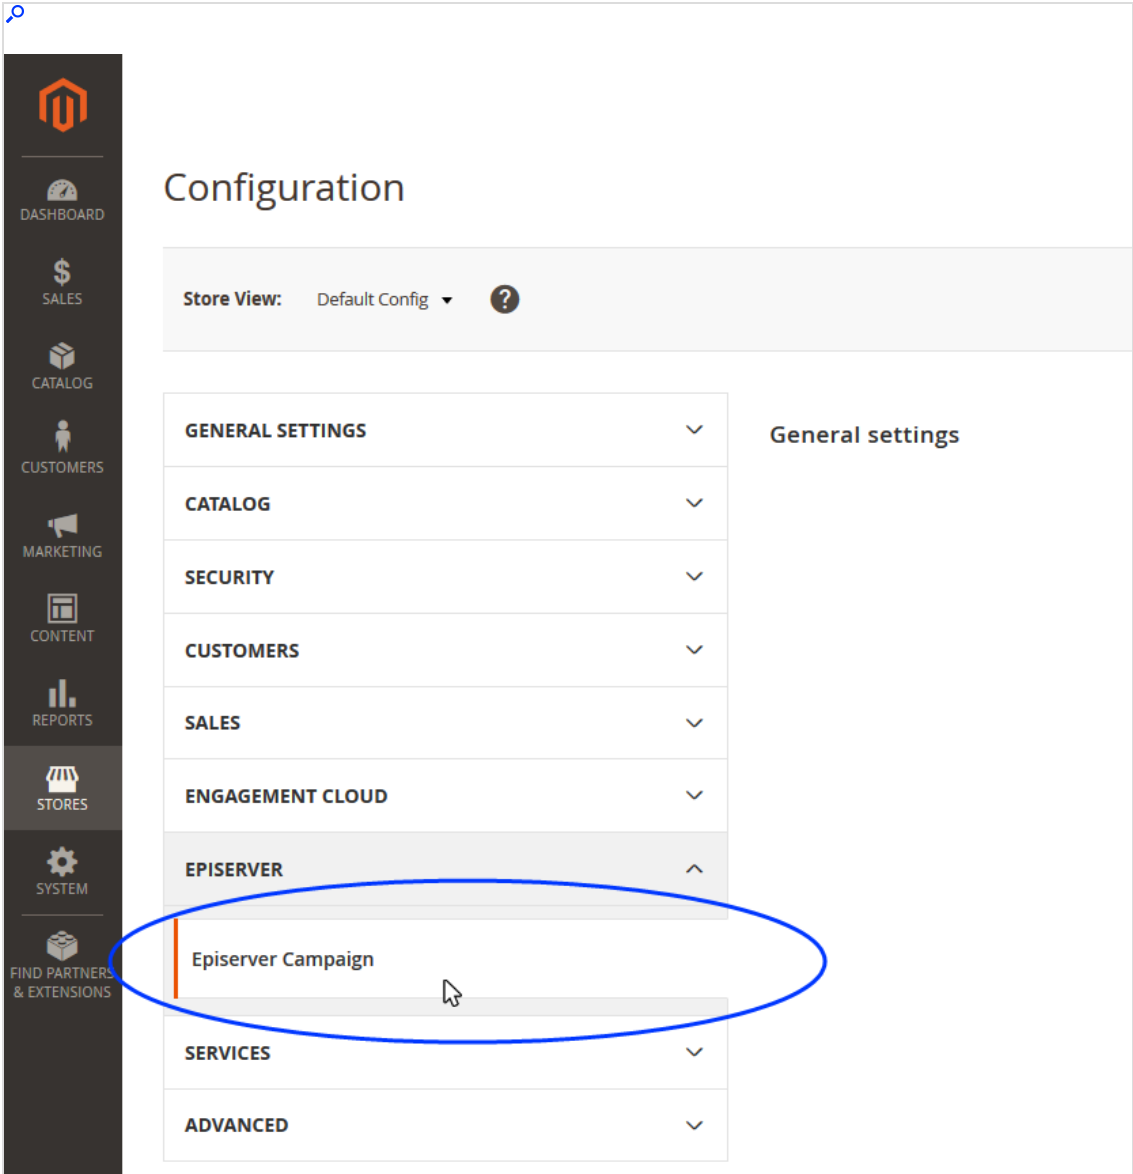 DASHBOARD
SALES
CATALOG
CUSTOMERS
MARKETING
CONTENT
REPORTS
STORES
SYSTEM
FIND PARTNERS
& EXTENSIONS
Configuration
Store View: Default Config ?
GENERAL SETTINGS
CATALOG
SECURITY
CUSTOMERS
SALES
ENGAGEMENT CLOUD
EPISERVER
Episerver Campaign
SERVICES
ADVANCED
General settings